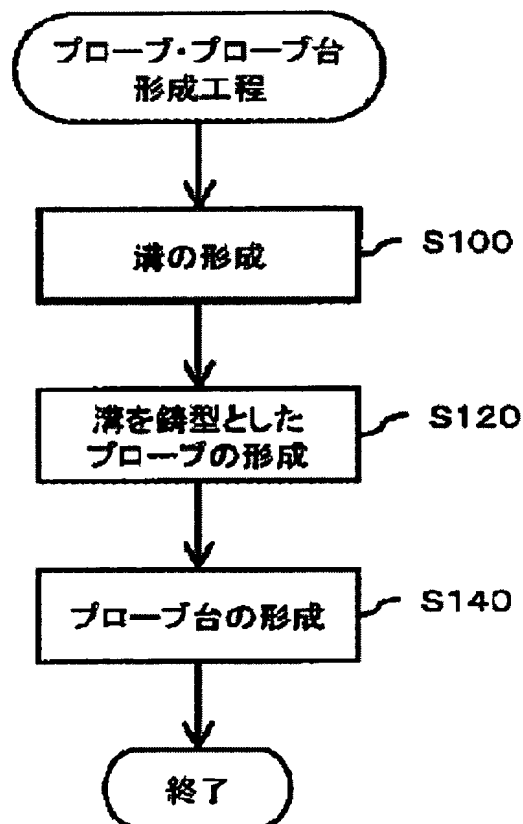 プローブ・プローブ台
形成工程
溝の形成
S100
溝を鋳型とした
プローブの形成
S120
プローブ台の形成
S140
終了